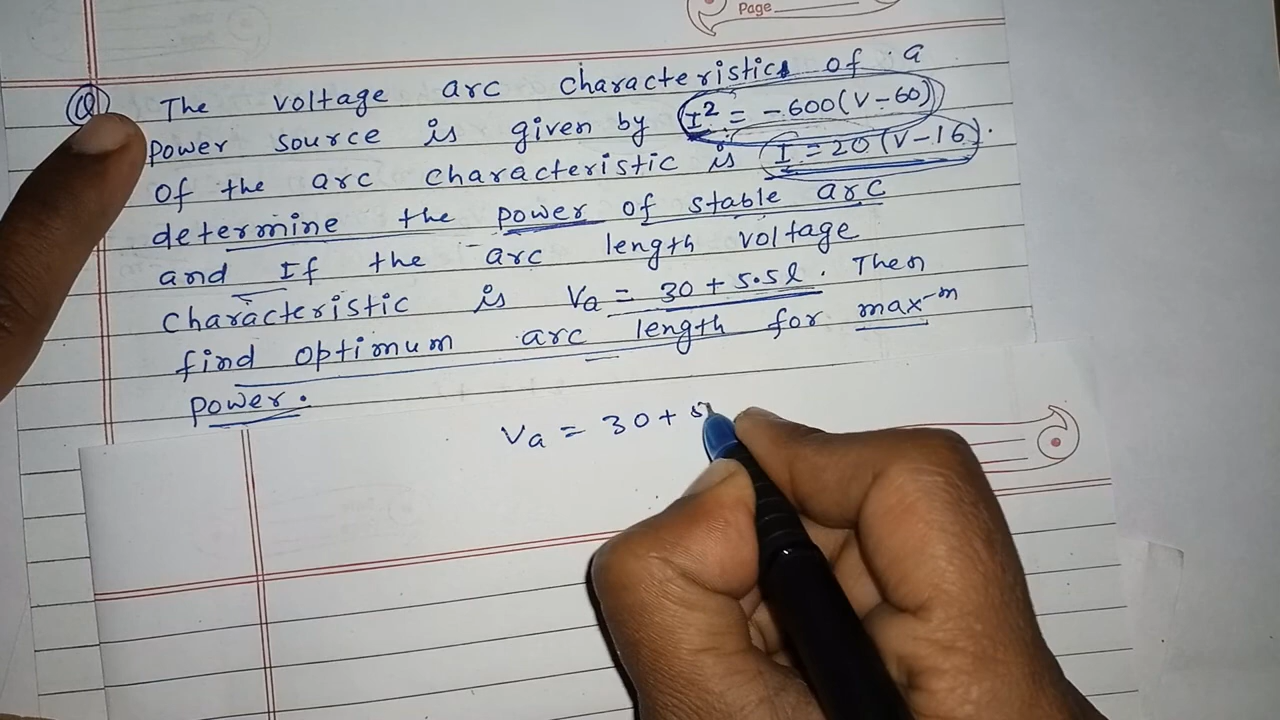 Page
Q The voltage arc characteristics of a
power source is given by I² = -600(V-60)
of the arc characteristic is I = 20(V-16).
determine the power of stable arc
and If the arc length voltage
characteristic is Va = 30 + 5.5l. Then
find optimum arc length for max-m
power.
Va = 30 + 5